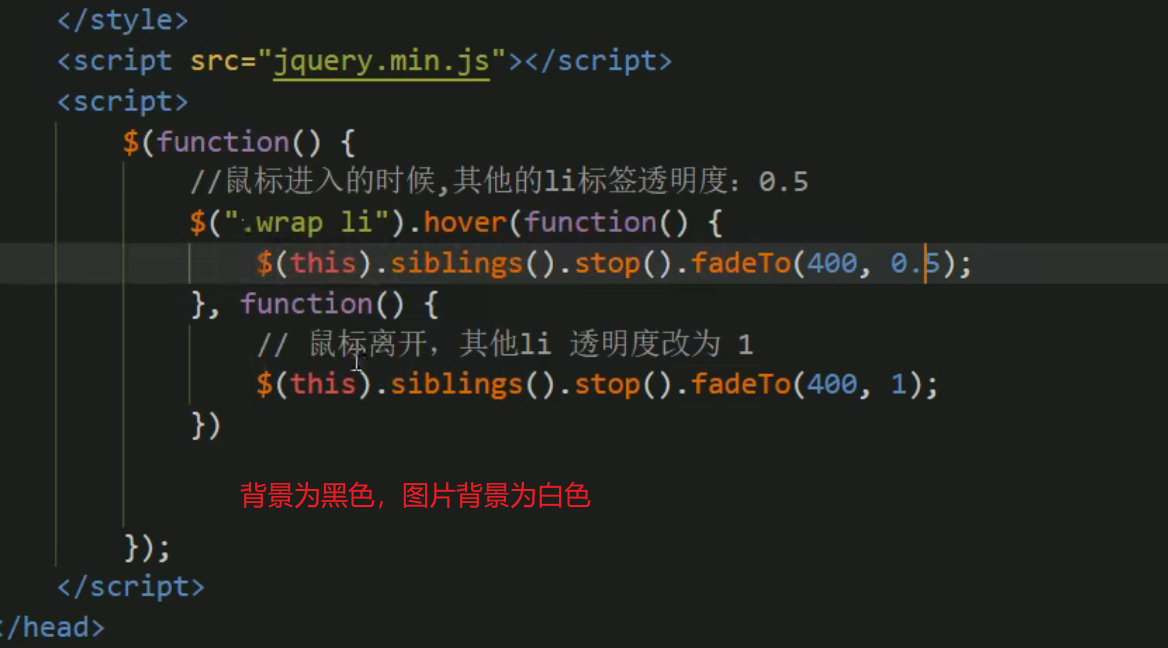 </style>
<script src="jquery.min.js"></script>
<script>
$(function() {
//鼠标进入的时候,其他的li标签透明度：0.5
$(".wrap li").hover(function() {
$(this).siblings().stop().fadeTo(400, 0.5);
}, function() {
// 鼠标离开，其他li 透明度改为 1
$(this).siblings().stop().fadeTo(400, 1);
})
背景为黑色，图片背景为白色
});
</script>
</head>